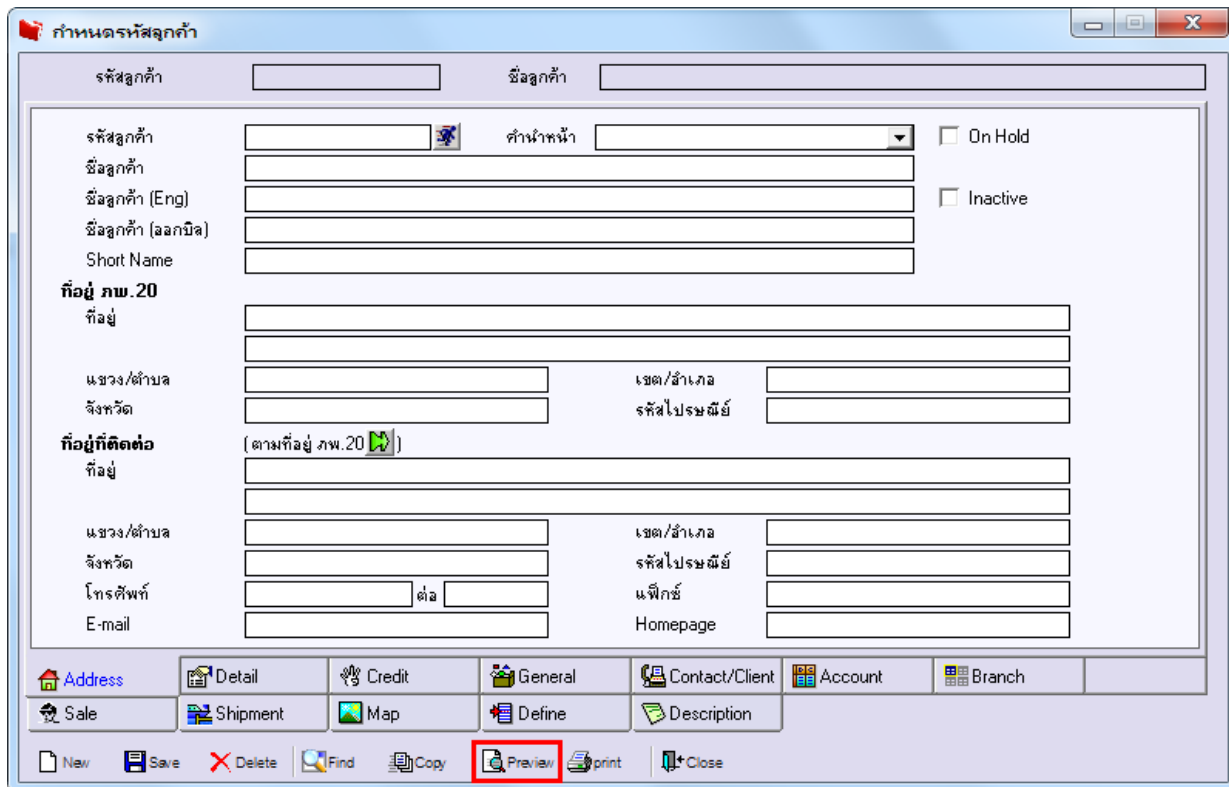 กำหนดรหัสลูกค้า
รหัสลูกค้า ชื่อลูกค้า
รหัสลูกค้า คำนำหน้า On Hold
ชื่อลูกค้า
ชื่อลูกค้า (Eng) Inactive
ชื่อลูกค้า (ออกบิล)
Short Name
ที่อยู่ ภพ.20
ที่อยู่
แขวง/ตำบล เขต/อำเภอ
จังหวัด รหัสไปรษณีย์
ที่อยู่ที่ติดต่อ (ตามที่อยู่ ภพ.20 )
ที่อยู่
แขวง/ตำบล เขต/อำเภอ
จังหวัด รหัสไปรษณีย์
โทรศัพท์ ต่อ แฟ็กซ์
E-mail Homepage
Address Detail Credit General Contact/Client Account Branch
Sale Shipment Map Define Description
New Save Delete Find Copy Preview print Close